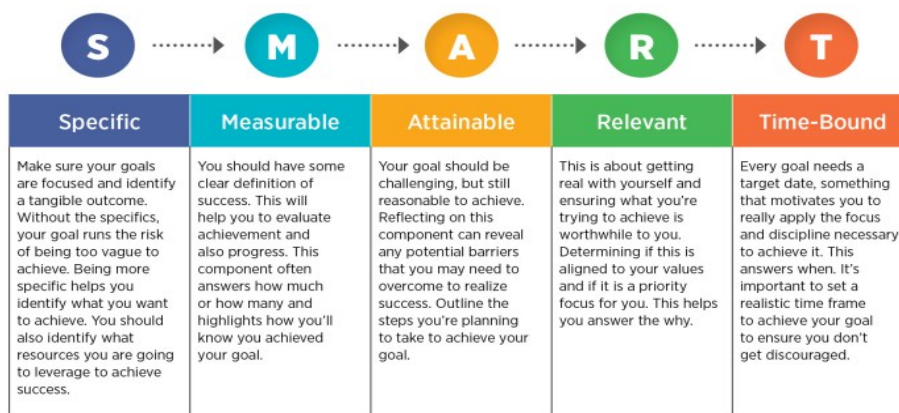 S
M
A
R
T
Specific
Make sure your goals
are focused and identify
a tangible outcome.
Without the specifics,
your goal runs the risk
of being too vague to
achieve. Being more
specific helps you
identify what you want
to achieve. You should
also identify what
resources you are going
to leverage to achieve
success.
Measurable
You should have some
clear definition of
success. This will
help you to evaluate
achievement and
also progress. This
component often
answers how much
or how many and
highlights how you'll
know you achieved
your goal.
Attainable
Your goal should be
challenging, but still
reasonable to achieve.
Reflecting on this
component can reveal
any potential barriers
that you may need to
overcome to realize
success. Outline the
steps you're planning
to take to achieve your
goal.
Relevant
This is about getting
real with yourself and
ensuring what you're
trying to achieve is
worthwhile to you.
Determining if this is
aligned to your values
and if it is a priority
focus for you. This helps
you answer the why.
Time-Bound
Every goal needs a
target date, something
that motivates you to
really apply the focus
and discipline necessary
to achieve it. This
answers when. It's
important to set a
realistic time frame
to achieve your goal
to ensure you don't
get discouraged.